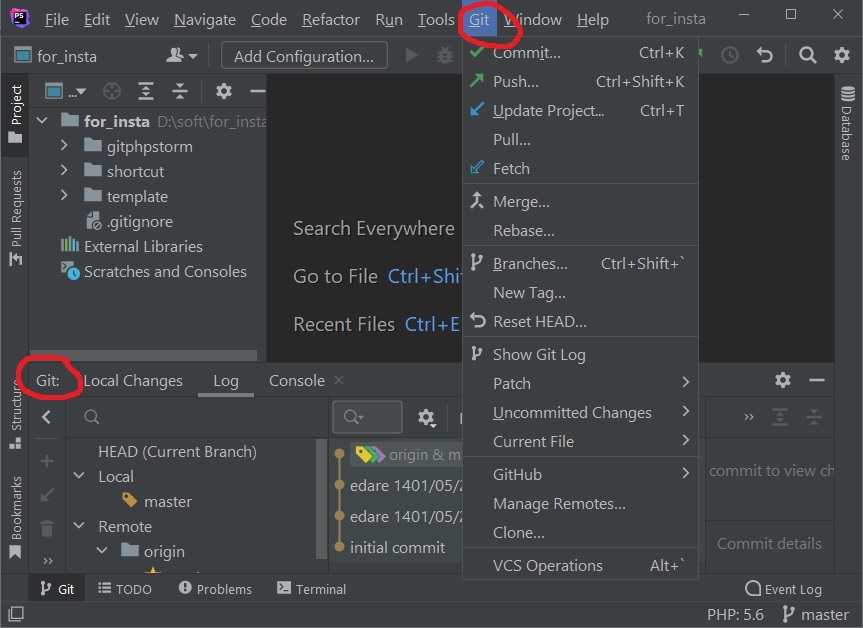 PS File Edit View Navigate Code Refactor Run Tools Git Window Help for_insta
for_insta Add Configuration...
Project
...
for_insta D:\soft\for_insta
gitphpstorm
shortcut
template
.gitignore
External Libraries
Scratches and Consoles
Pull Requests
Structure
Bookmarks
Search Everywhere
Go to File Ctrl+Shi
Recent Files Ctrl+E
Commit... Ctrl+K
Push... Ctrl+Shift+K
Update Project... Ctrl+T
Pull...
Fetch
Merge...
Rebase...
Branches... Ctrl+Shift+`
New Tag...
Reset HEAD...
Show Git Log
Patch
Uncommitted Changes
Current File
GitHub
Manage Remotes...
Clone...
VCS Operations Alt+`
Database
Git: Local Changes Log Console
HEAD (Current Branch)
Local
master
Remote
origin
origin & m
edare 1401/05/2
edare 1401/05/2
initial commit
commit to view ch
Commit details
Git TODO Problems Terminal Event Log
PHP: 5.6 master